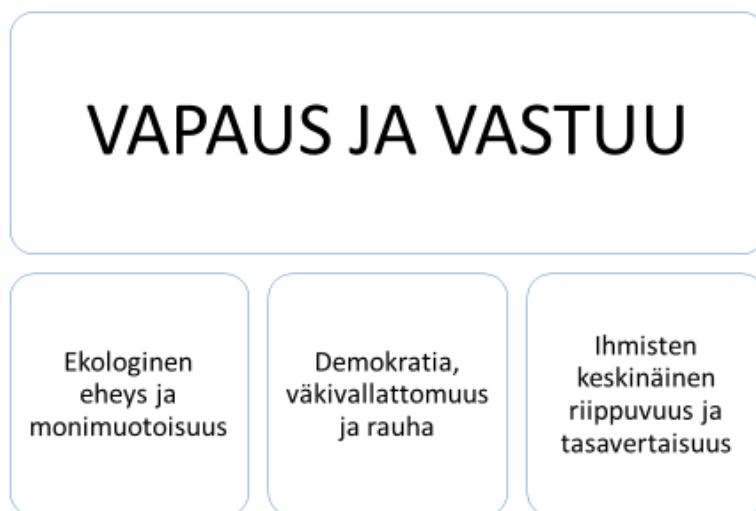 VAPAUS JA VASTUU
Ekologinen
eheys ja
monimuotoisuus
Demokratia,
väkivallattomuus
ja rauha
Ihmisten
keskinäinen
riippuvuus ja
tasavertaisuus